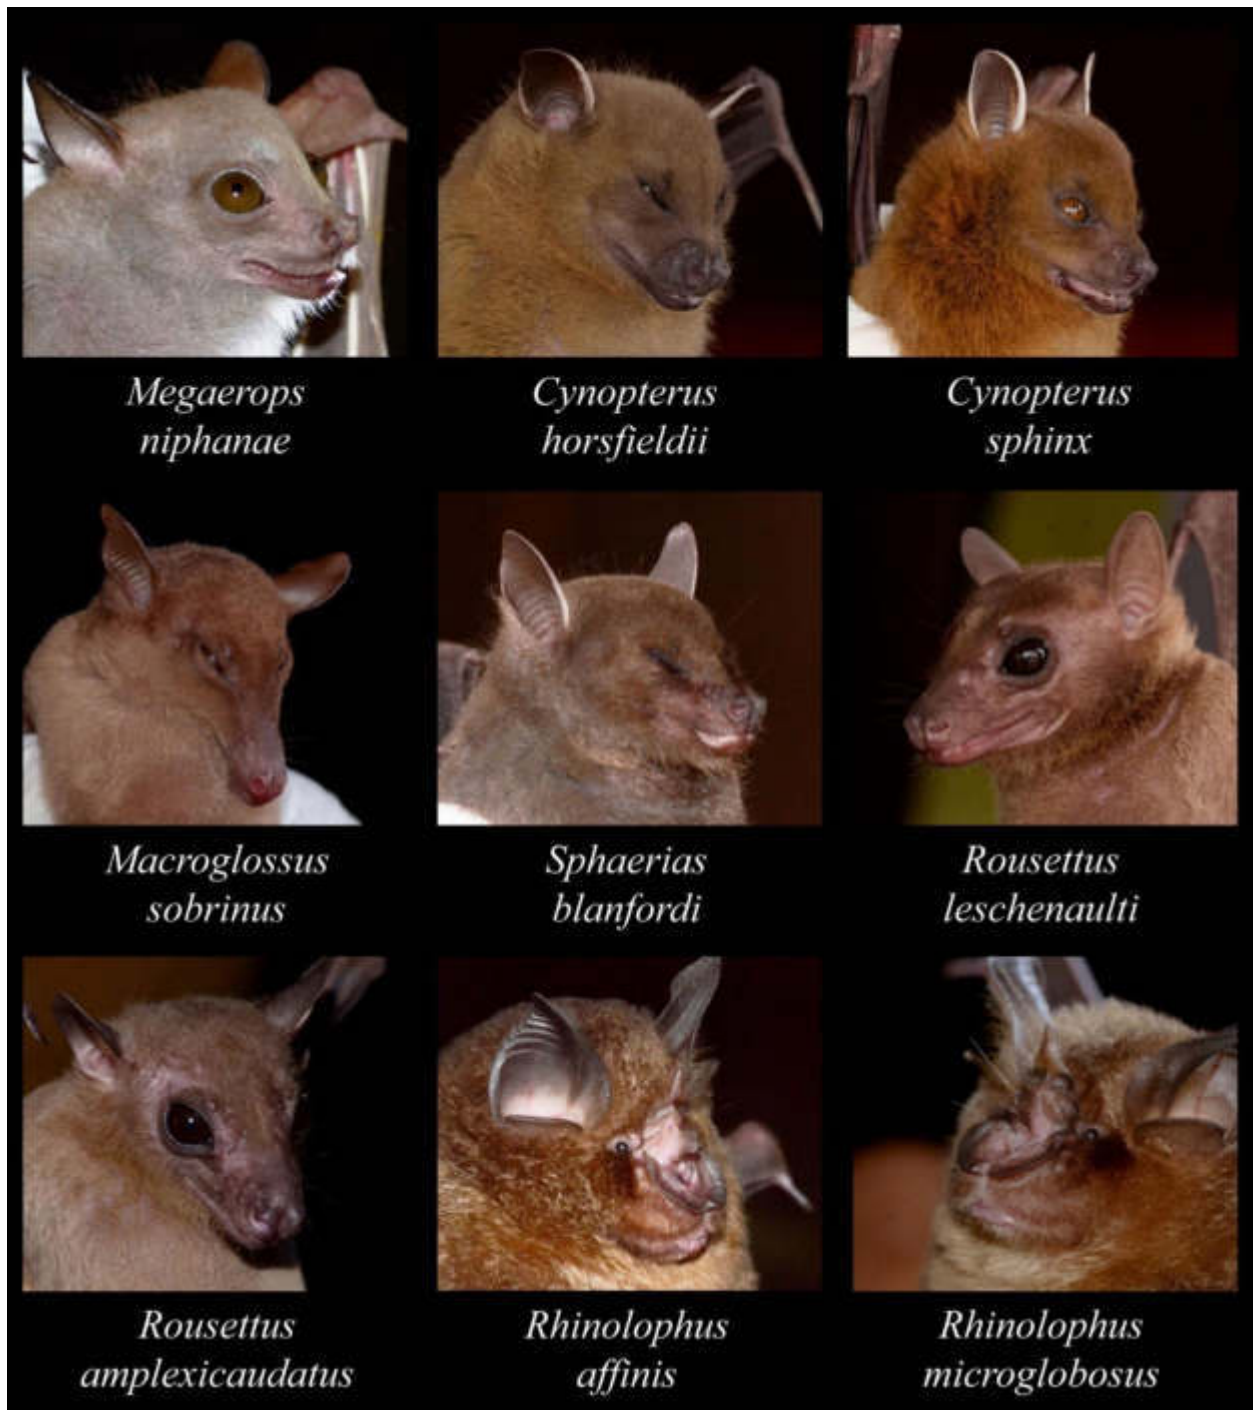 Megaerops
niphanae
Cynopterus
horsfieldii
Cynopterus
sphinx
Macroglossus
sobrinus
Sphaerias
blanfordi
Rousettus
leschenaulti
Rousettus
amplexicaudatus
Rhinolophus
affinis
Rhinolophus
microglobosus